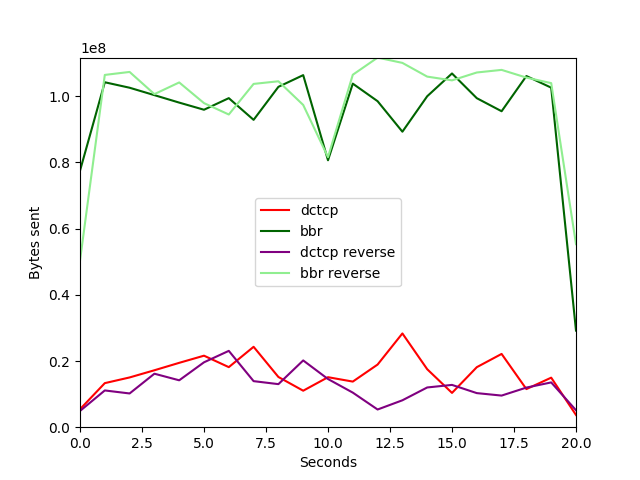 1e8
1.0
0.8
0.6
0.4
0.2
0.0
Bytes sent
dctcp
bbr
dctcp reverse
bbr reverse
0.0 2.5 5.0 7.5 10.0 12.5 15.0 17.5 20.0
Seconds